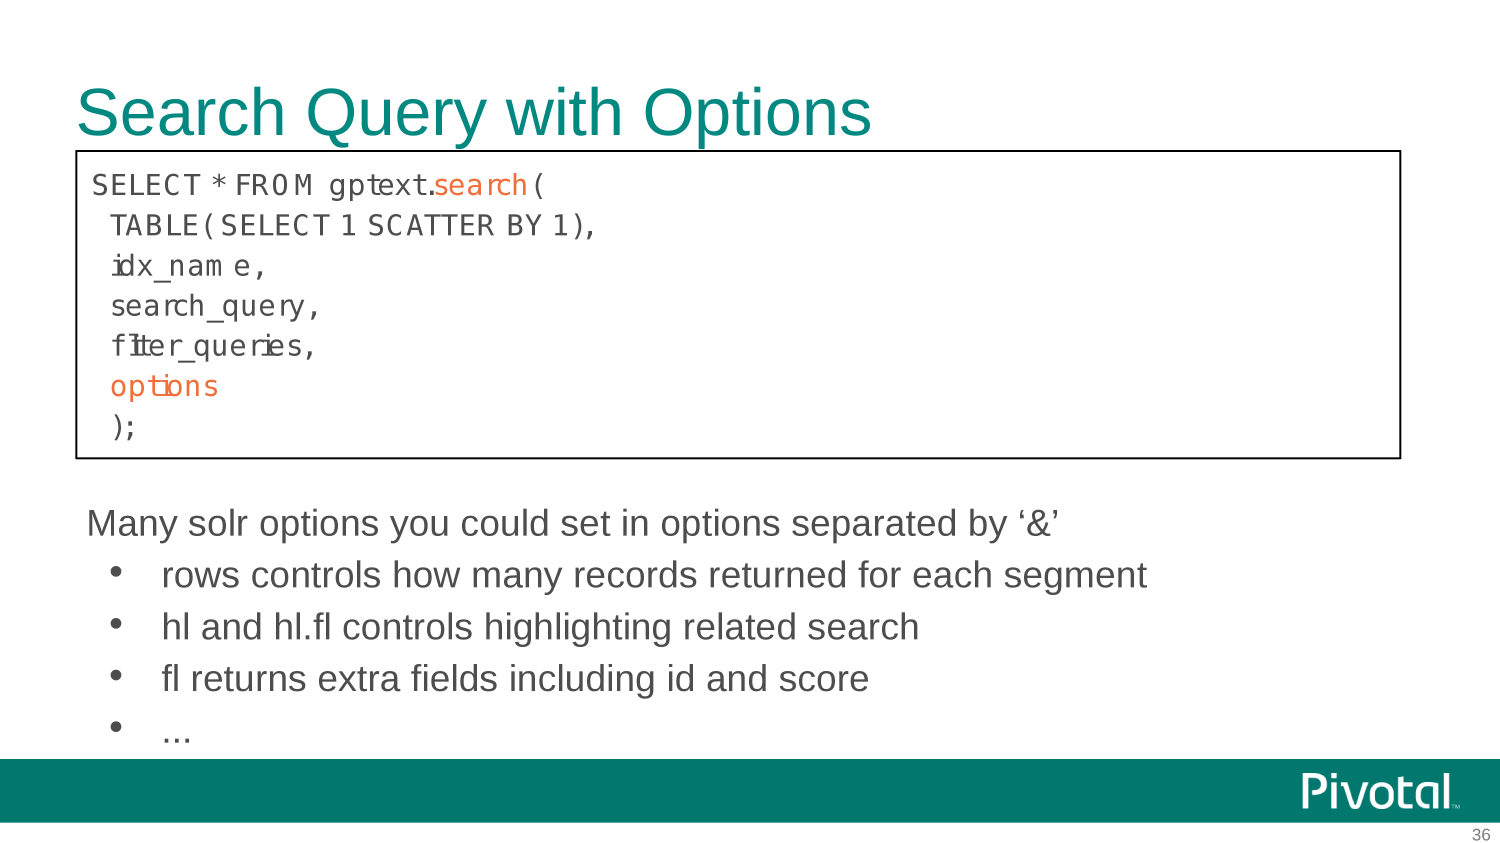 Search Query with Options
SELECT * FROM gptext.search(
TABLE(SELECT 1 SCATTER BY 1),
idx_name,
search_query,
filter_queries,
options
);
Many solr options you could set in options separated by ‘&’
• rows controls how many records returned for each segment
• hl and hl.fl controls highlighting related search
• fl returns extra fields including id and score
• ...
Pivotal™
36